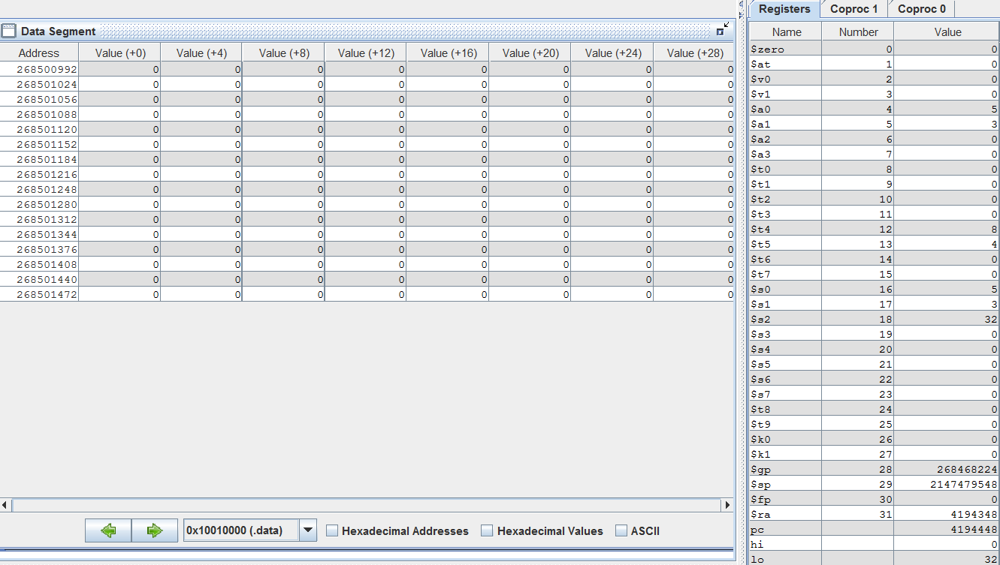 Data Segment
Address Value (+0) Value (+4) Value (+8) Value (+12) Value (+16) Value (+20) Value (+24) Value (+28)
268500992 0 0 0 0 0 0 0 0
268501024 0 0 0 0 0 0 0 0
268501056 0 0 0 0 0 0 0 0
268501088 0 0 0 0 0 0 0 0
268501120 0 0 0 0 0 0 0 0
268501152 0 0 0 0 0 0 0 0
268501184 0 0 0 0 0 0 0 0
268501216 0 0 0 0 0 0 0 0
268501248 0 0 0 0 0 0 0 0
268501280 0 0 0 0 0 0 0 0
268501312 0 0 0 0 0 0 0 0
268501344 0 0 0 0 0 0 0 0
268501376 0 0 0 0 0 0 0 0
268501408 0 0 0 0 0 0 0 0
268501440 0 0 0 0 0 0 0 0
268501472 0 0 0 0 0 0 0 0
0x10010000 (.data) Hexadecimal Addresses Hexadecimal Values ASCII
Registers Coproc 1 Coproc 0
Name Number Value
$zero 0 0
$at 1 0
$v0 2 0
$v1 3 0
$a0 4 5
$a1 5 3
$a2 6 0
$a3 7 0
$t0 8 0
$t1 9 0
$t2 10 0
$t3 11 0
$t4 12 8
$t5 13 4
$t6 14 0
$t7 15 0
$s0 16 5
$s1 17 3
$s2 18 32
$s3 19 0
$s4 20 0
$s5 21 0
$s6 22 0
$s7 23 0
$t8 24 0
$t9 25 0
$k0 26 0
$k1 27 0
$gp 28 268468224
$sp 29 2147479548
$fp 30 0
$ra 31 4194348
pc 4194448
hi 0
lo 32